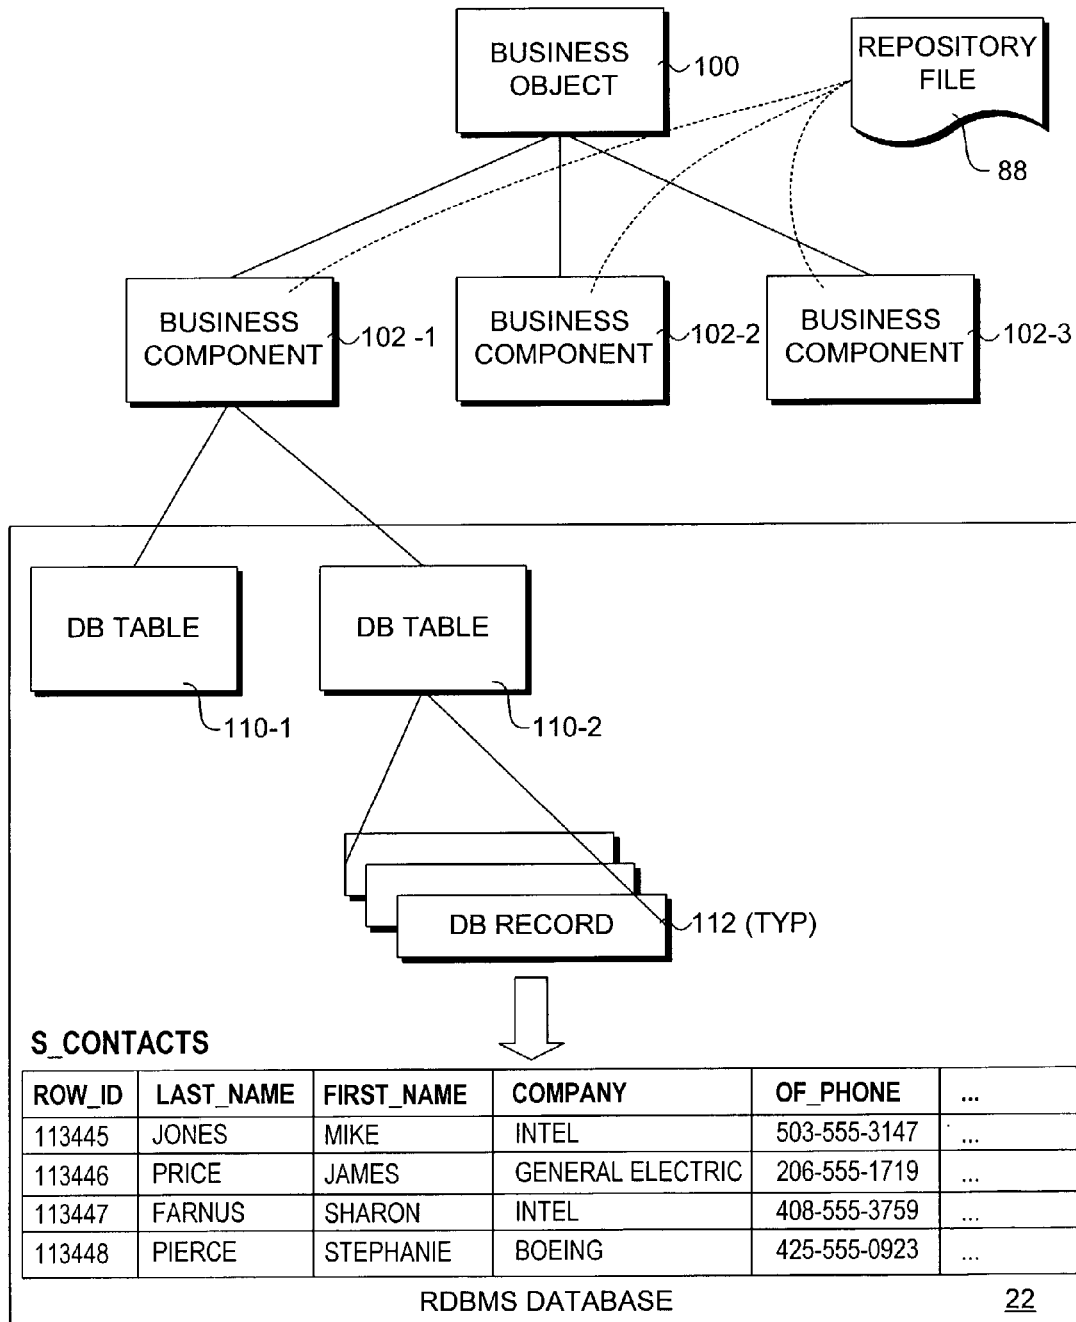 BUSINESS
OBJECT
100
REPOSITORY
FILE
88
BUSINESS
COMPONENT
102 -1
BUSINESS
COMPONENT
102-2
BUSINESS
COMPONENT
102-3
DB TABLE
110-1
DB TABLE
110-2
DB RECORD
112 (TYP)
S_CONTACTS
ROW_ID LAST_NAME FIRST_NAME COMPANY OF_PHONE ...
113445 JONES MIKE INTEL 503-555-3147 ...
113446 PRICE JAMES GENERAL ELECTRIC 206-555-1719 ...
113447 FARNUS SHARON INTEL 408-555-3759 ...
113448 PIERCE STEPHANIE BOEING 425-555-0923 ...
RDBMS DATABASE 22